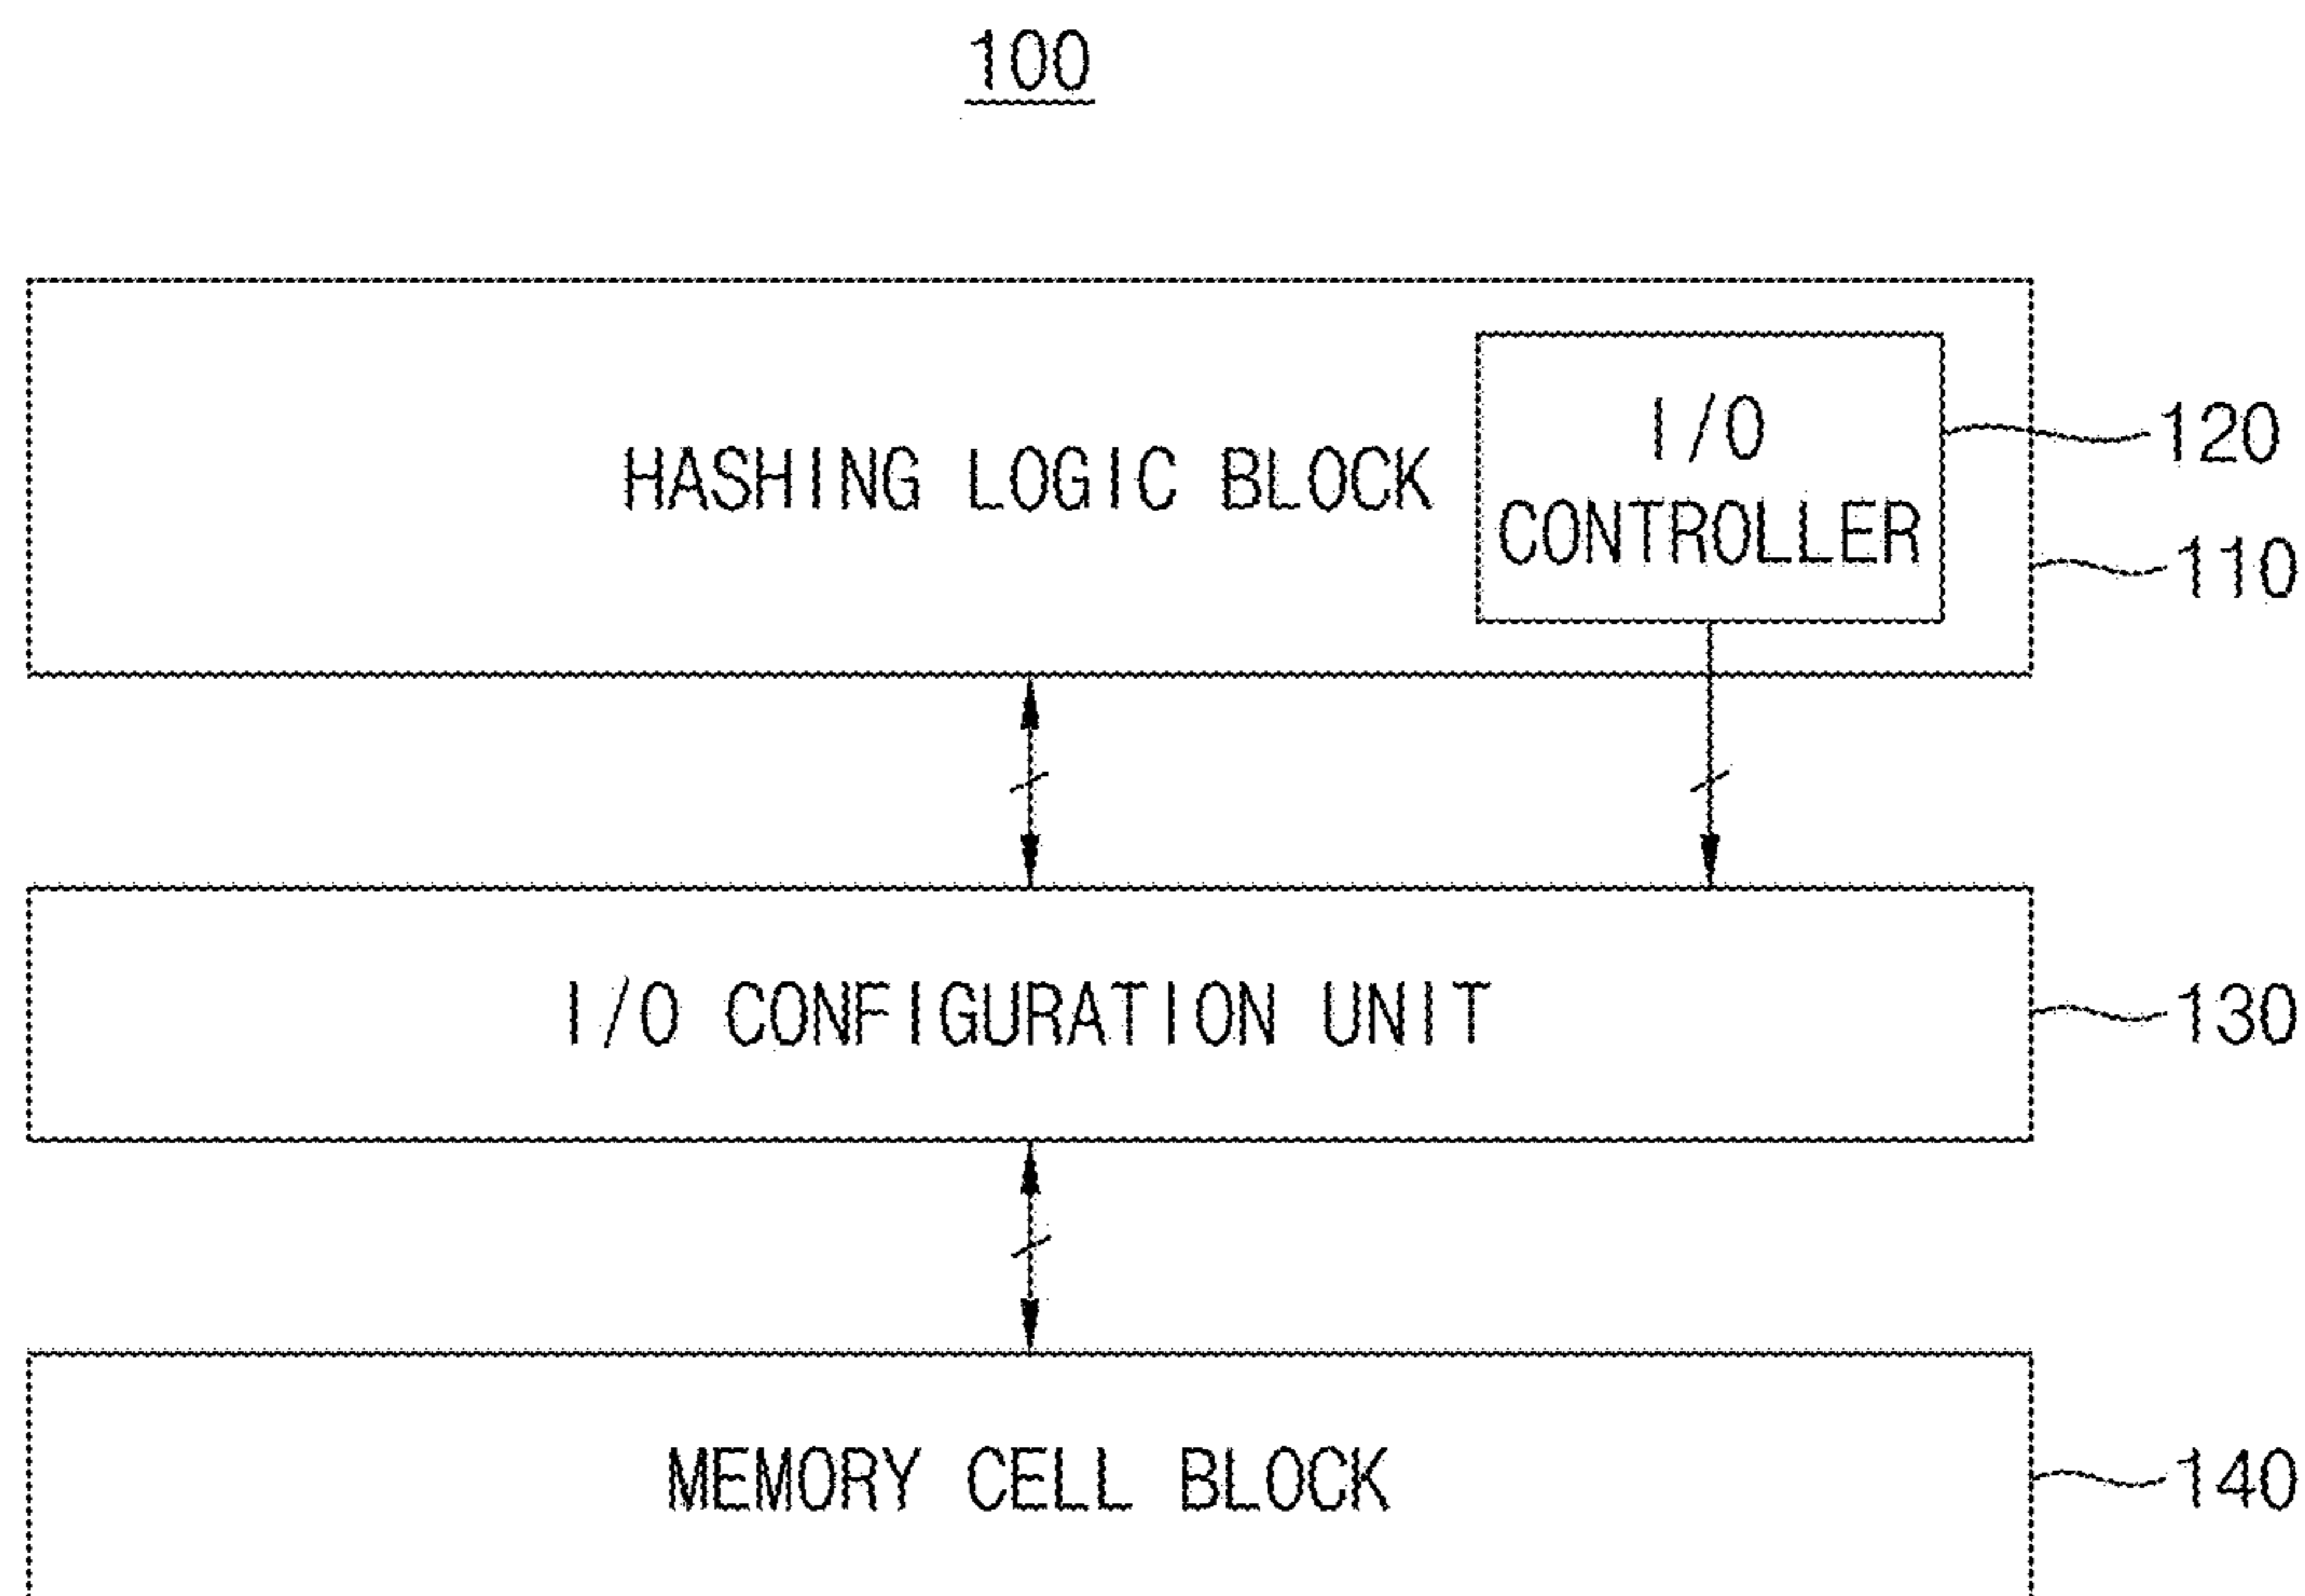 100
I/O
120
HASHING LOGIC BLOCK
CONTROLLER
110
I/O CONFIGURATION UNIT
130
MEMORY CELL BLOCK
140